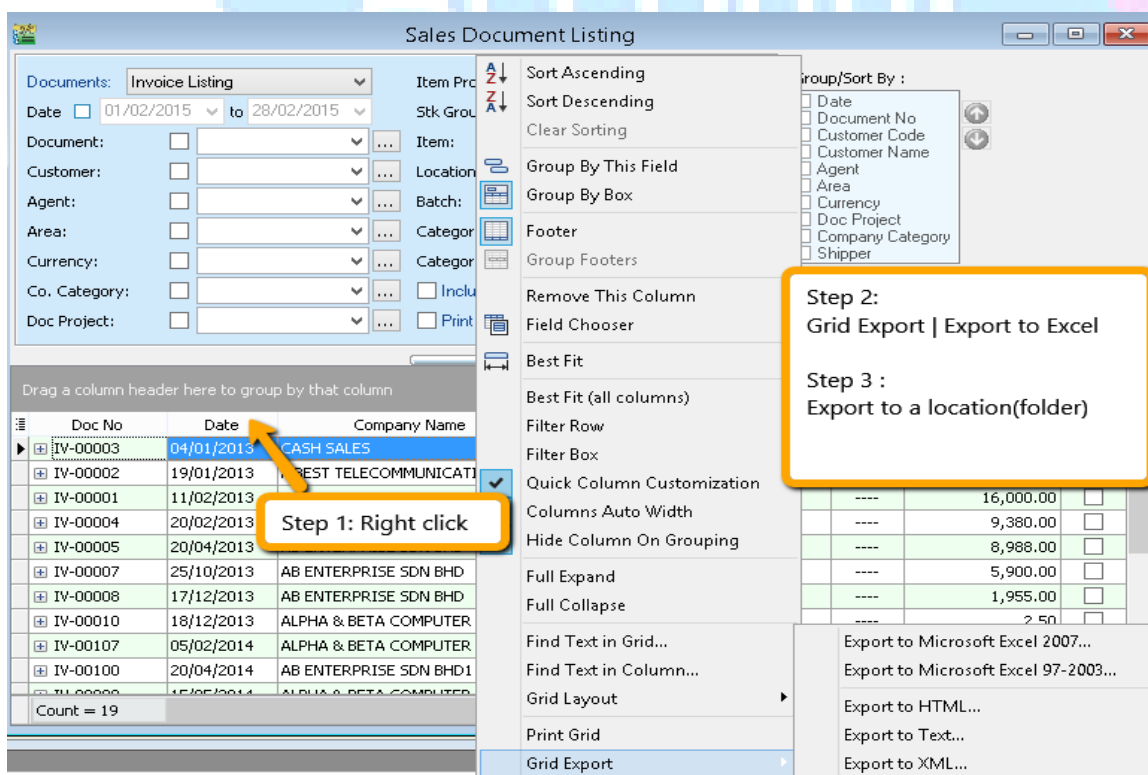 Sales Document Listing
Documents: Invoice Listing
Date 01/02/2015 to 28/02/2015
Document: ...
Customer: ...
Agent: ...
Area: ...
Currency: ...
Co. Category: ...
Doc Project: ...
Item Pro
Stk Grou
Item:
Location
Batch:
Categor
Categor
Inclu
Print
Sort Ascending
Sort Descending
Clear Sorting
Group By This Field
Group By Box
Footer
Group Footers
Remove This Column
Field Chooser
Best Fit
Best Fit (all columns)
Filter Row
Filter Box
Quick Column Customization
Columns Auto Width
Hide Column On Grouping
Full Expand
Full Collapse
Find Text in Grid...
Find Text in Column...
Grid Layout
Print Grid
Grid Export
Group/Sort By :
Date
Document No
Customer Code
Customer Name
Agent
Area
Currency
Doc Project
Company Category
Shipper
Step 2:
Grid Export | Export to Excel
Step 3 :
Export to a location(folder)
Drag a column header here to group by that column
Doc No Date Company Name
IV-00003 04/01/2013 CASH SALES
IV-00002 19/01/2013 BEST TELECOMMUNICATI
IV-00001 11/02/2013 ---- 16,000.00
IV-00004 20/02/2013 ---- 9,380.00
IV-00005 20/04/2013 ---- 8,988.00
IV-00007 25/10/2013 AB ENTERPRISE SDN BHD ---- 5,900.00
IV-00008 17/12/2013 AB ENTERPRISE SDN BHD ---- 1,955.00
IV-00010 18/12/2013 ALPHA & BETA COMPUTER ---- 2.50
IV-00107 05/02/2014 ALPHA & BETA COMPUTER
IV-00100 20/04/2014 AB ENTERPRISE SDN BHD1
Count = 19
Step 1: Right click
Export to Microsoft Excel 2007...
Export to Microsoft Excel 97-2003...
Export to HTML...
Export to Text...
Export to XML...